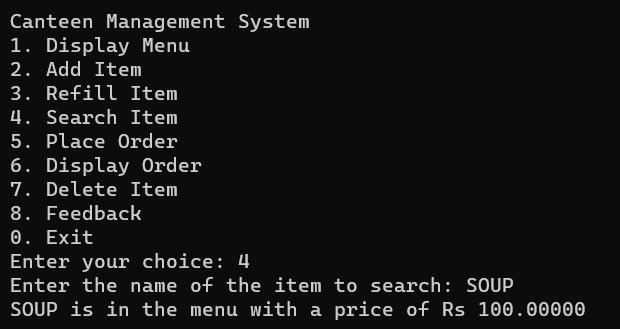 Canteen Management System
1. Display Menu
2. Add Item
3. Refill Item
4. Search Item
5. Place Order
6. Display Order
7. Delete Item
8. Feedback
0. Exit
Enter your choice: 4
Enter the name of the item to search: SOUP
SOUP is in the menu with a price of Rs 100.00000